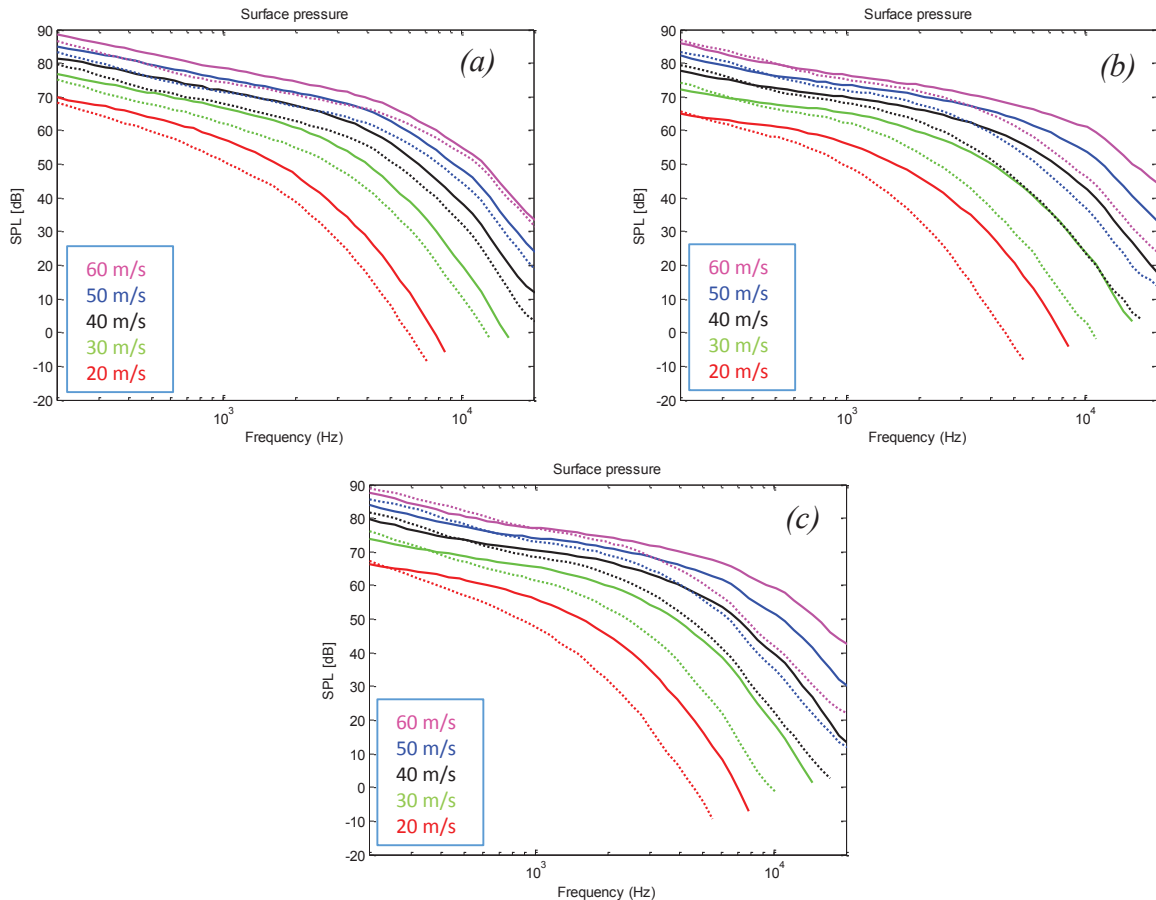 Surface pressure
(a)
SPL [dB]
90
80
70
60
50
40
30
20
10
0
-10
-20
60 m/s
50 m/s
40 m/s
30 m/s
20 m/s
10³
10⁴
Frequency (Hz)
Surface pressure
(b)
SPL [dB]
90
80
70
60
50
40
30
20
10
0
-10
-20
60 m/s
50 m/s
40 m/s
30 m/s
20 m/s
10³
10⁴
Frequency (Hz)
Surface pressure
(c)
SPL [dB]
90
80
70
60
50
40
30
20
10
0
-10
-20
60 m/s
50 m/s
40 m/s
30 m/s
20 m/s
10³
10⁴
Frequency (Hz)